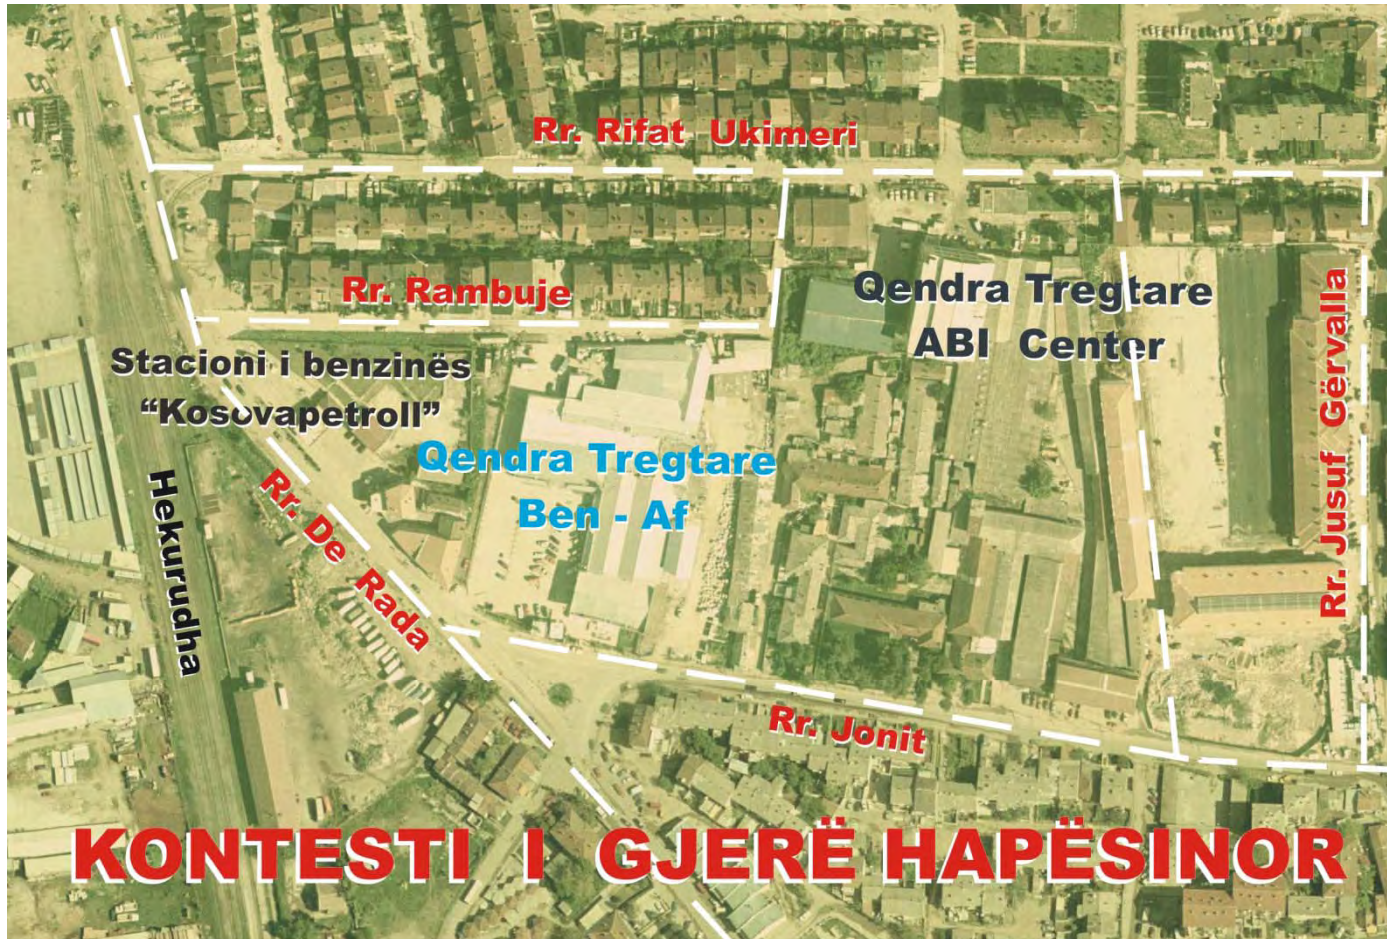 Rr. Rifat Ukimeri
Rr. Rambuje
Qendra Tregtare
ABI Center
Stacioni i benzinës
“Kosovapetroll”
Qendra Tregtare
Ben - Af
Rr. Jusuf Gërvalla
Hekurudha
Rr. De Rada
Rr. Jonit
KONTESTI I GJERË HAPËSINOR